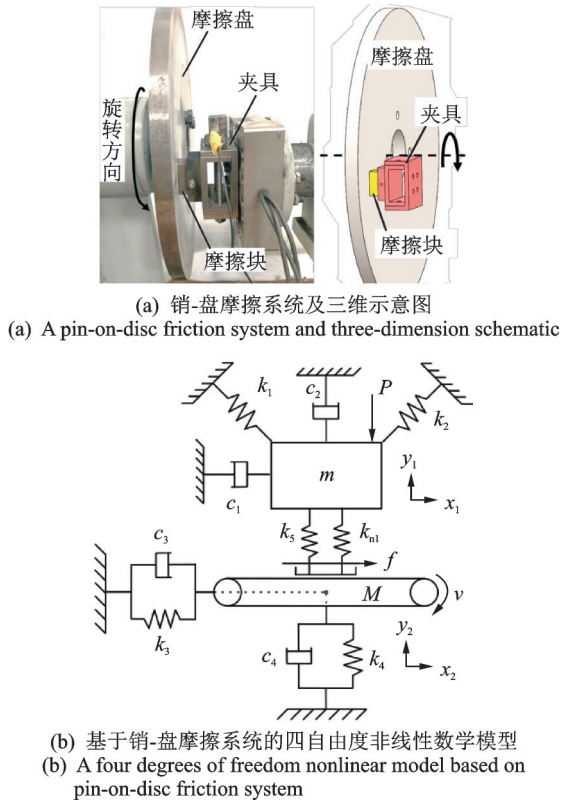 摩擦盘
夹具
旋转方向
摩擦块
摩擦盘
夹具
摩擦块
(a) 销-盘摩擦系统及三维示意图
(a) A pin-on-disc friction system and three-dimension schematic
k1
c2
P
k2
m
c1
y1
x1
k5
kn1
c3
f
M
v
k3
c4
k4
y2
x2
(b) 基于销-盘摩擦系统的四自由度非线性数学模型
(b) A four degrees of freedom nonlinear model based on
pin-on-disc friction system